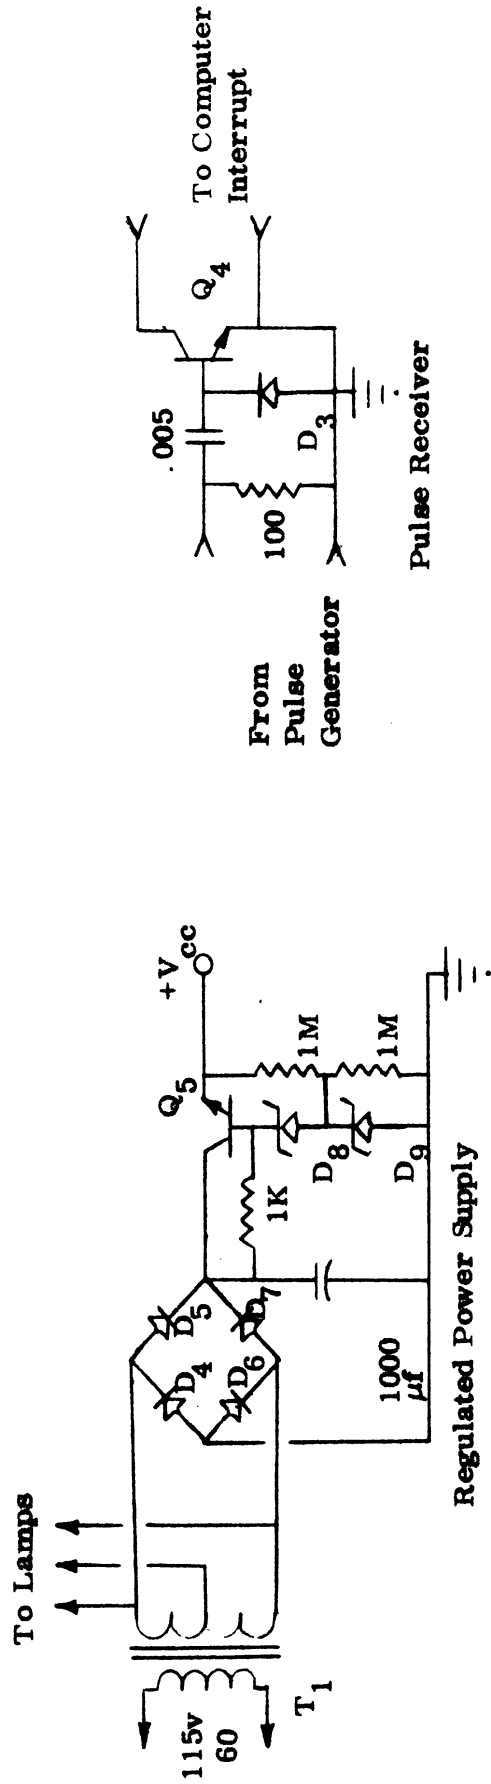 To Lamps
115v
60
T1
D4
D5
D6
D7
1000
μf
1K
Q5
D8
D9
1M
1M
+Vcc
Regulated Power Supply
From
Pulse
Generator
100
.005
D3
Q4
To Computer
Interrupt
Pulse Receiver